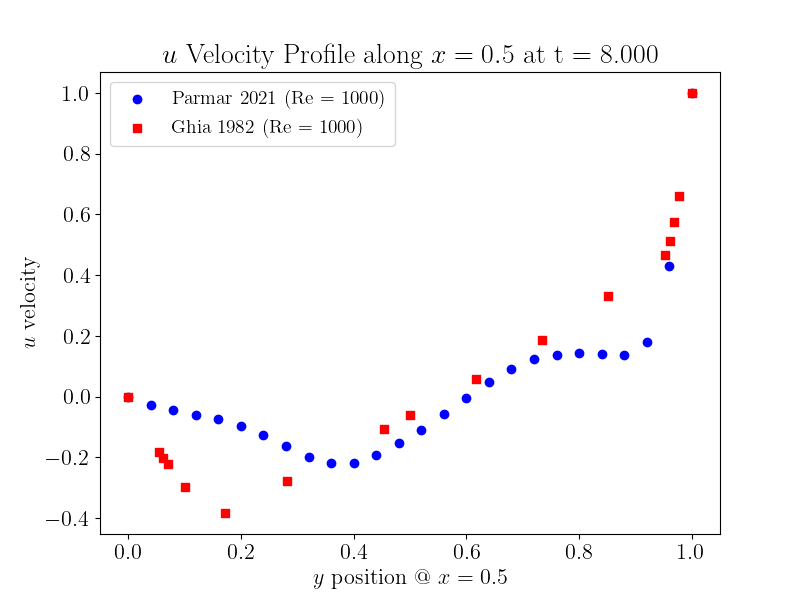 u Velocity Profile along x = 0.5 at t = 8.000
Parmar 2021 (Re = 1000)
Ghia 1982 (Re = 1000)
1.0
0.8
0.6
0.4
0.2
0.0
−0.2
−0.4
u velocity
0.0 0.2 0.4 0.6 0.8 1.0
y position @ x = 0.5